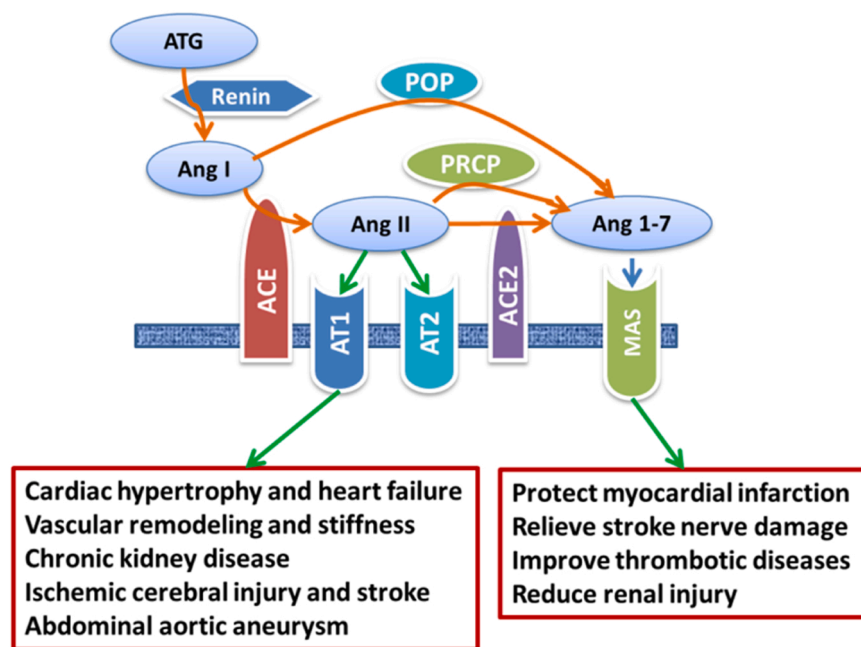 ATG
Renin
POP
Ang I
PRCP
Ang II
Ang 1-7
ACE
AT1
AT2
ACE2
MAS
Cardiac hypertrophy and heart failure
Vascular remodeling and stiffness
Chronic kidney disease
Ischemic cerebral injury and stroke
Abdominal aortic aneurysm
Protect myocardial infarction
Relieve stroke nerve damage
Improve thrombotic diseases
Reduce renal injury